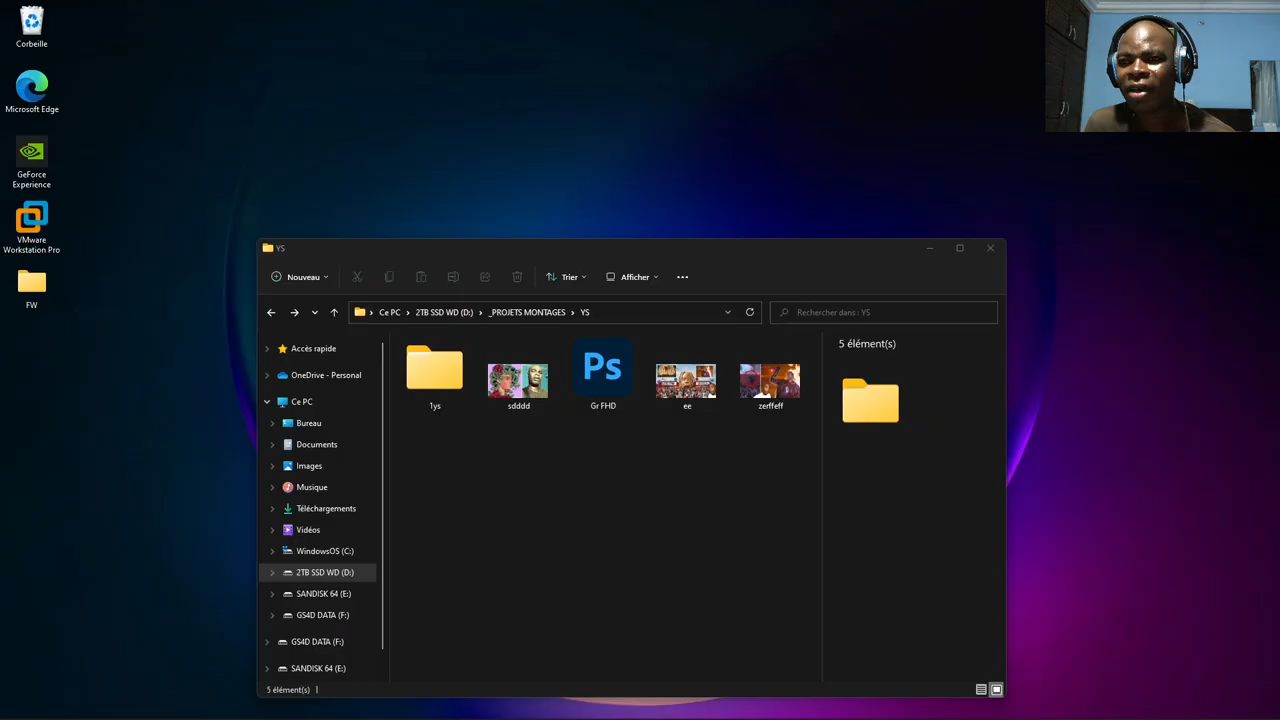 Corbeille
Microsoft Edge
GeForce
Experience
VMware
Workstation Pro
FW
YS
Nouveau
Trier
Afficher
Ce PC
2TB SSD WD (D:)
_PROJETS MONTAGES
YS
Rechercher dans : YS
Accès rapide
OneDrive - Personal
Ce PC
Bureau
Documents
Images
Musique
Téléchargements
Vidéos
WindowsOS (C:)
2TB SSD WD (D:)
SANDISK 64 (E:)
GS4D DATA (F:)
GS4D DATA (F:)
SANDISK 64 (E:)
Ps
1ys
sdddd
Gr FHD
ee
zerffeff
5 élément(s)
5 élément(s)